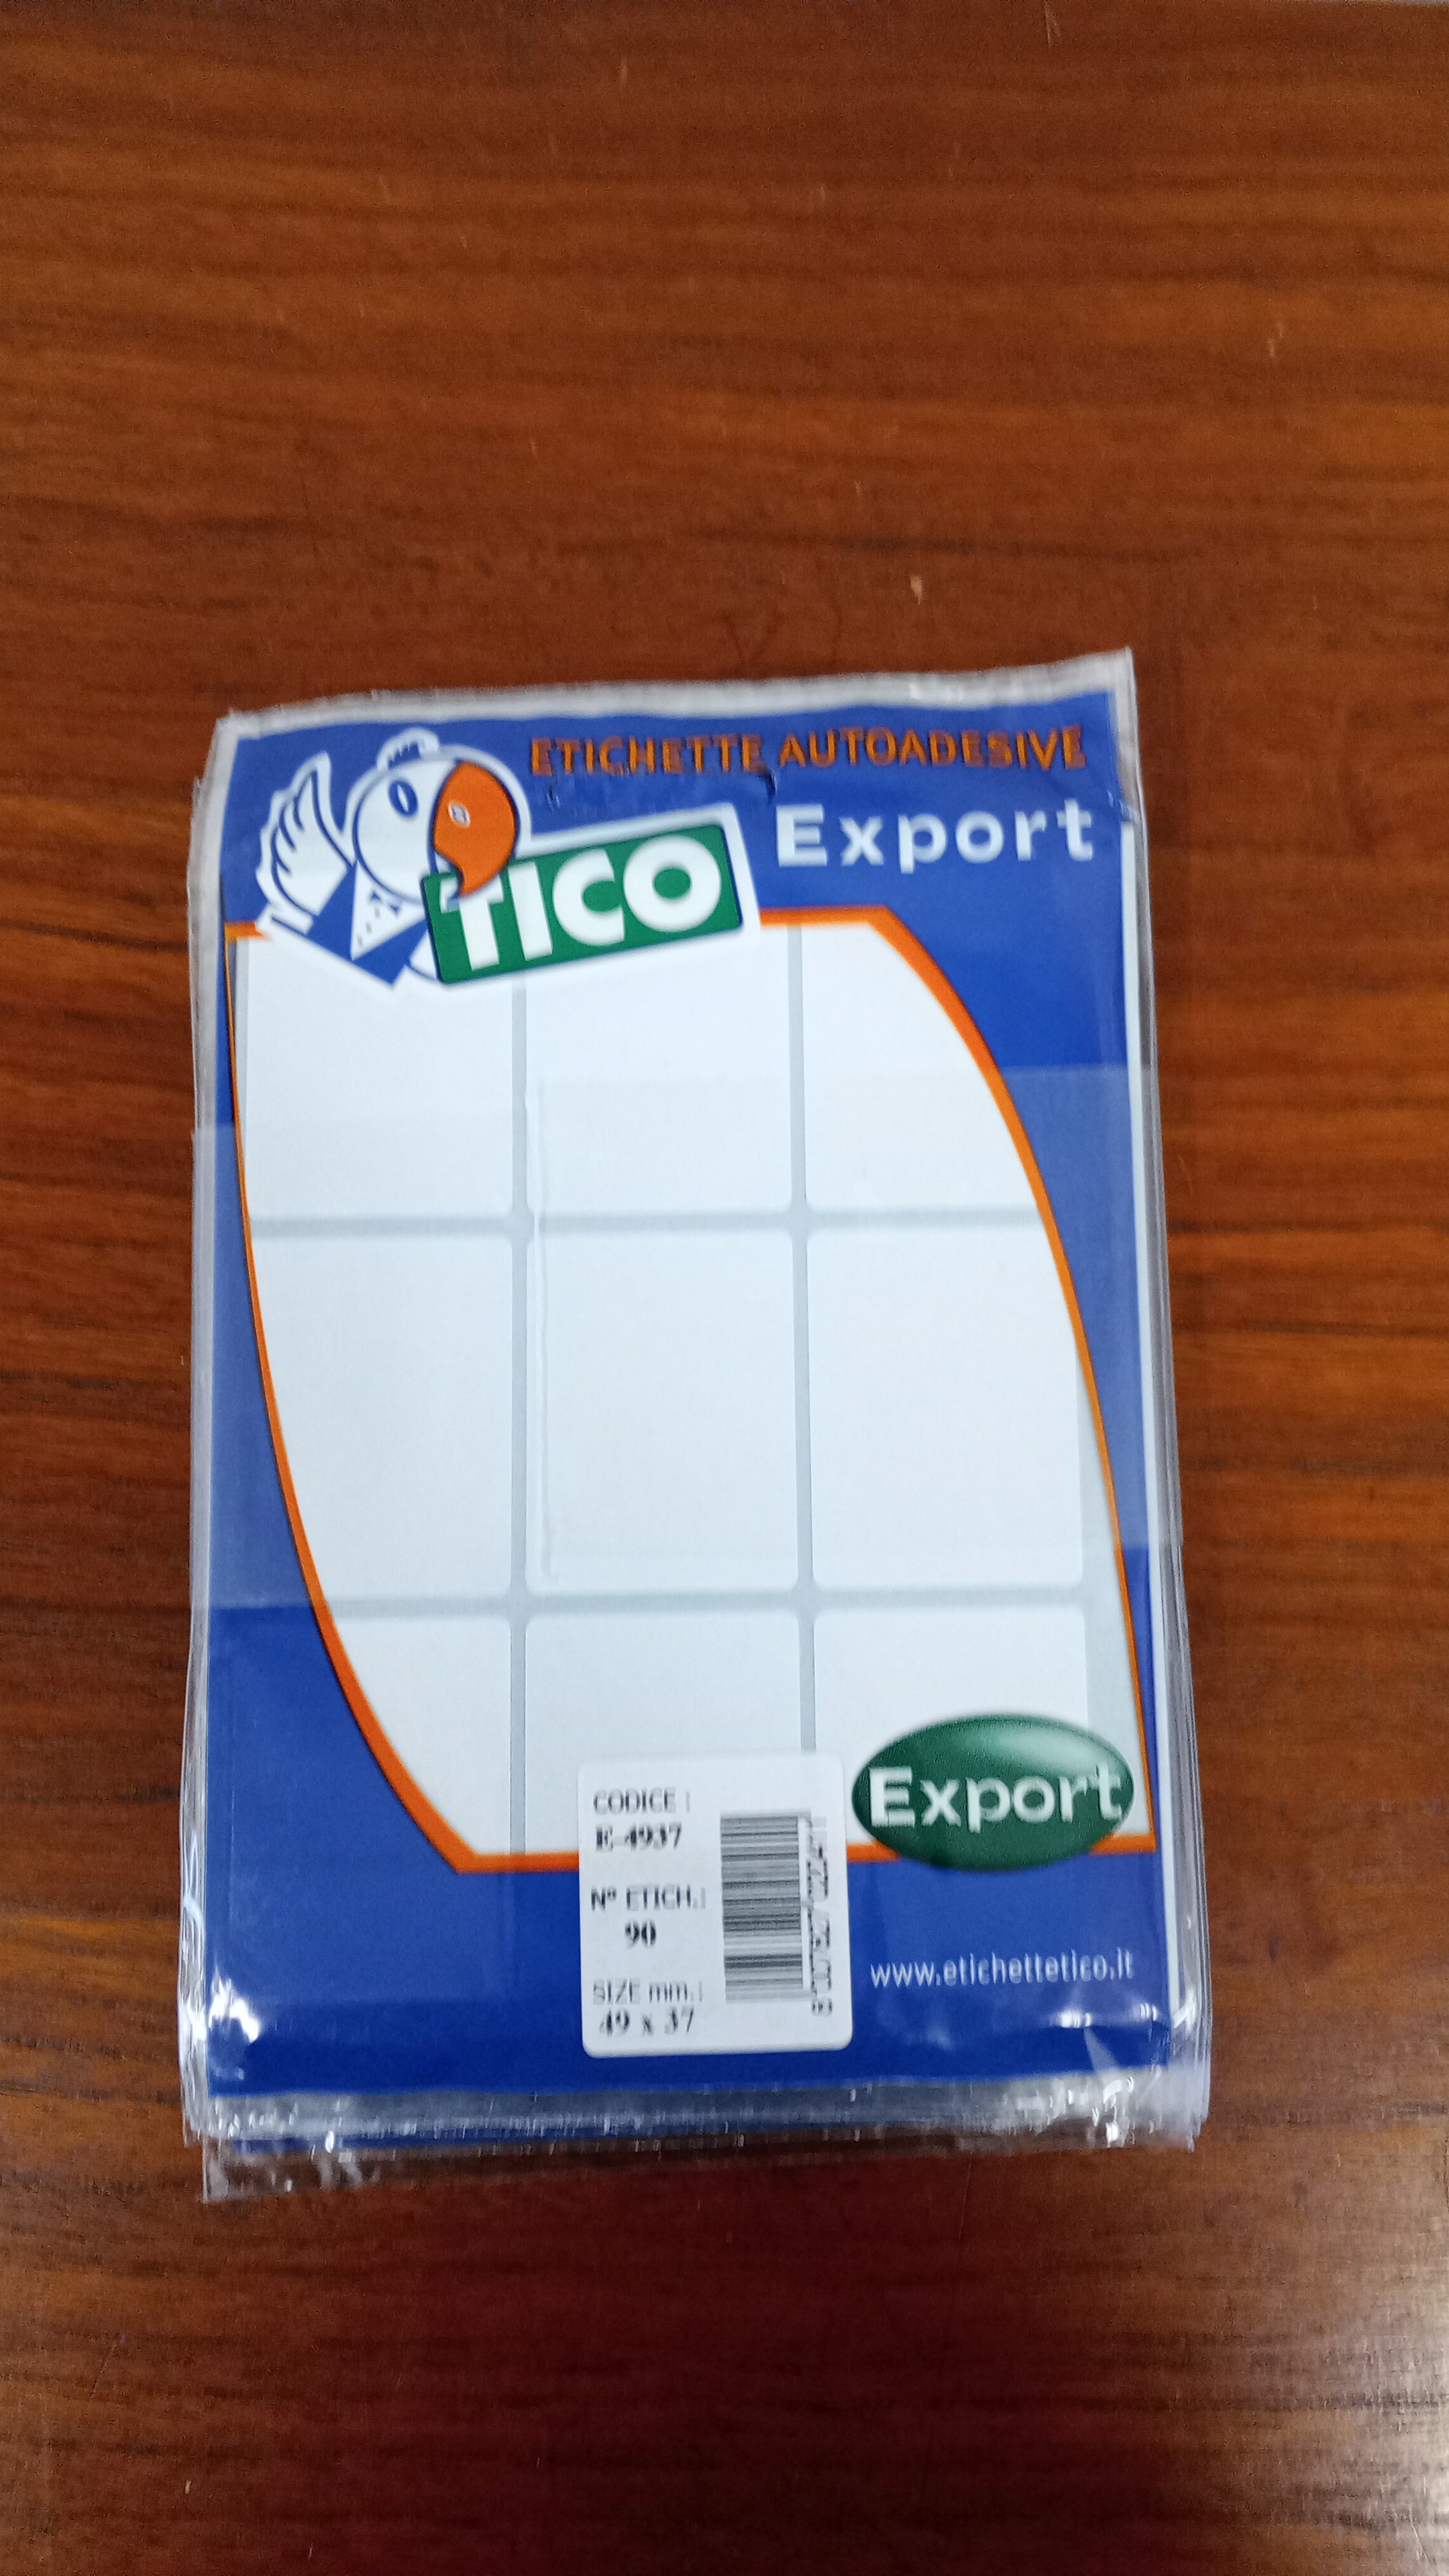 ETICHETTE AUTOADESIVE
Export
TICO
Export
CODICE :
E-4937
N° ETICH.:
90
SIZE mm.:
49 x 37
www.etichettetico.it